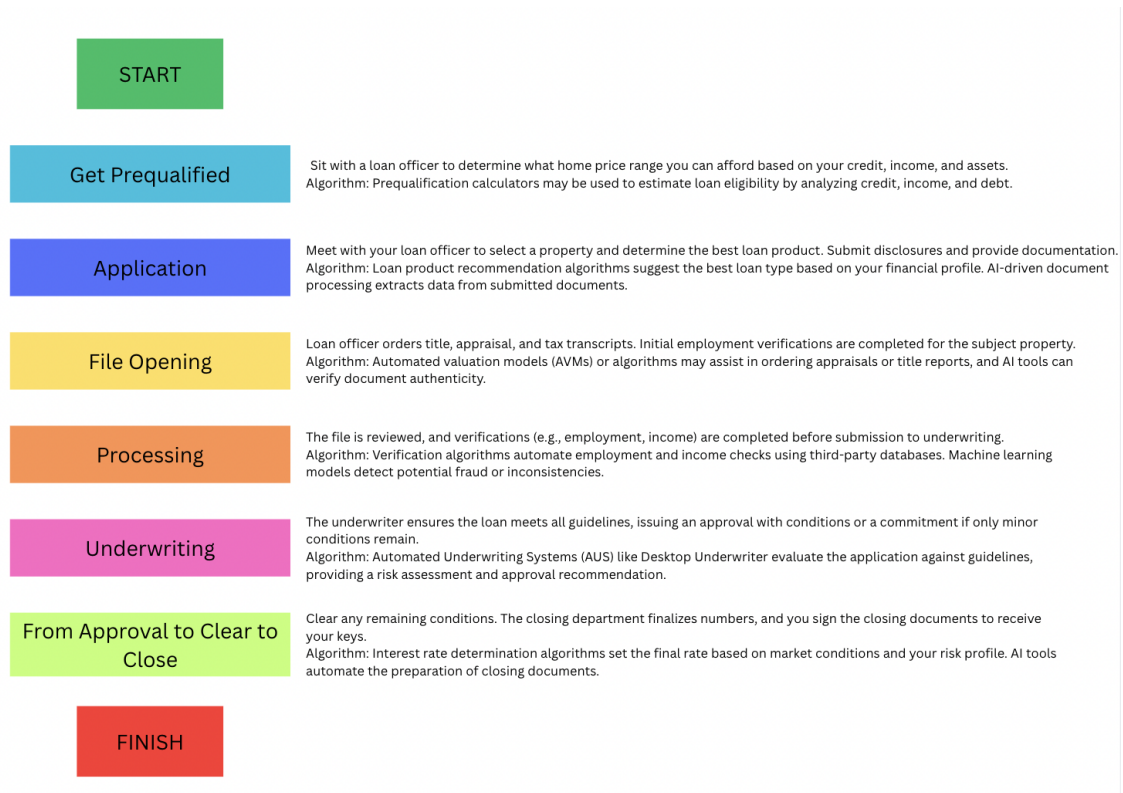 START
Get Prequalified
Sit with a loan officer to determine what home price range you can afford based on your credit, income, and assets.
Algorithm: Prequalification calculators may be used to estimate loan eligibility by analyzing credit, income, and debt.
Application
Meet with your loan officer to select a property and determine the best loan product. Submit disclosures and provide documentation.
Algorithm: Loan product recommendation algorithms suggest the best loan type based on your financial profile. AI-driven document
processing extracts data from submitted documents.
File Opening
Loan officer orders title, appraisal, and tax transcripts. Initial employment verifications are completed for the subject property.
Algorithm: Automated valuation models (AVMs) or algorithms may assist in ordering appraisals or title reports, and AI tools can
verify document authenticity.
Processing
The file is reviewed, and verifications (e.g., employment, income) are completed before submission to underwriting.
Algorithm: Verification algorithms automate employment and income checks using third-party databases. Machine learning
models detect potential fraud or inconsistencies.
Underwriting
The underwriter ensures the loan meets all guidelines, issuing an approval with conditions or a commitment if only minor
conditions remain.
Algorithm: Automated Underwriting Systems (AUS) like Desktop Underwriter evaluate the application against guidelines,
providing a risk assessment and approval recommendation.
From Approval to Clear to
Close
Clear any remaining conditions. The closing department finalizes numbers, and you sign the closing documents to receive
your keys.
Algorithm: Interest rate determination algorithms set the final rate based on market conditions and your risk profile. AI tools
automate the preparation of closing documents.
FINISH